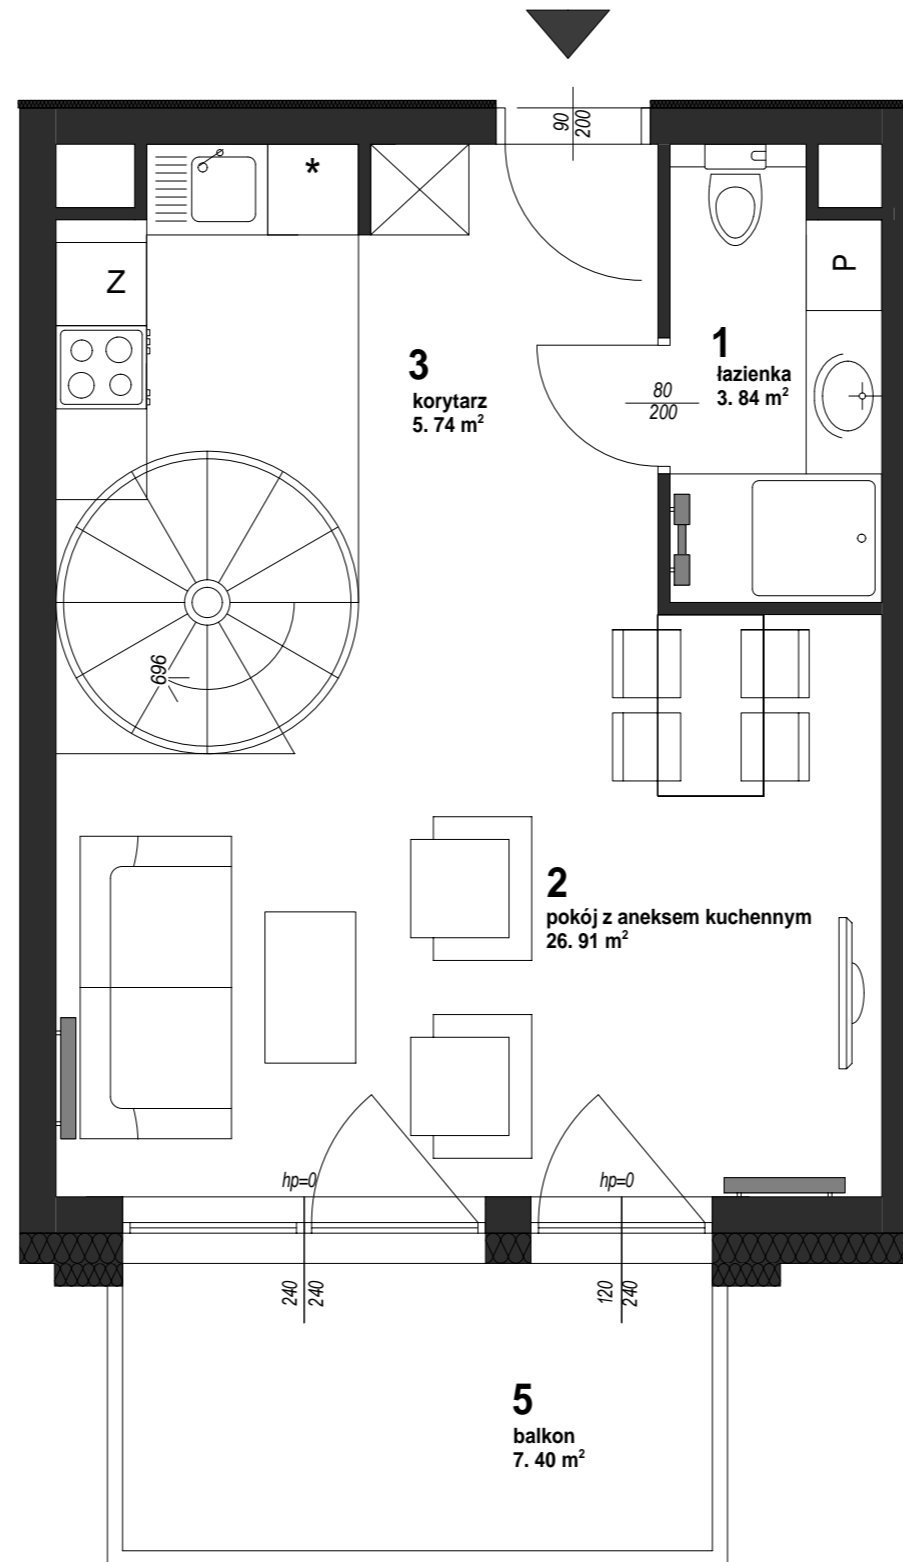 90
200
*
Z
P
1
łazienka
3. 84 m²
3
korytarz
5. 74 m²
80
200
969
2
pokój z aneksem kuchennym
26. 91 m²
hp=0
hp=0
240
240
120
240
5
balkon
7. 40 m²